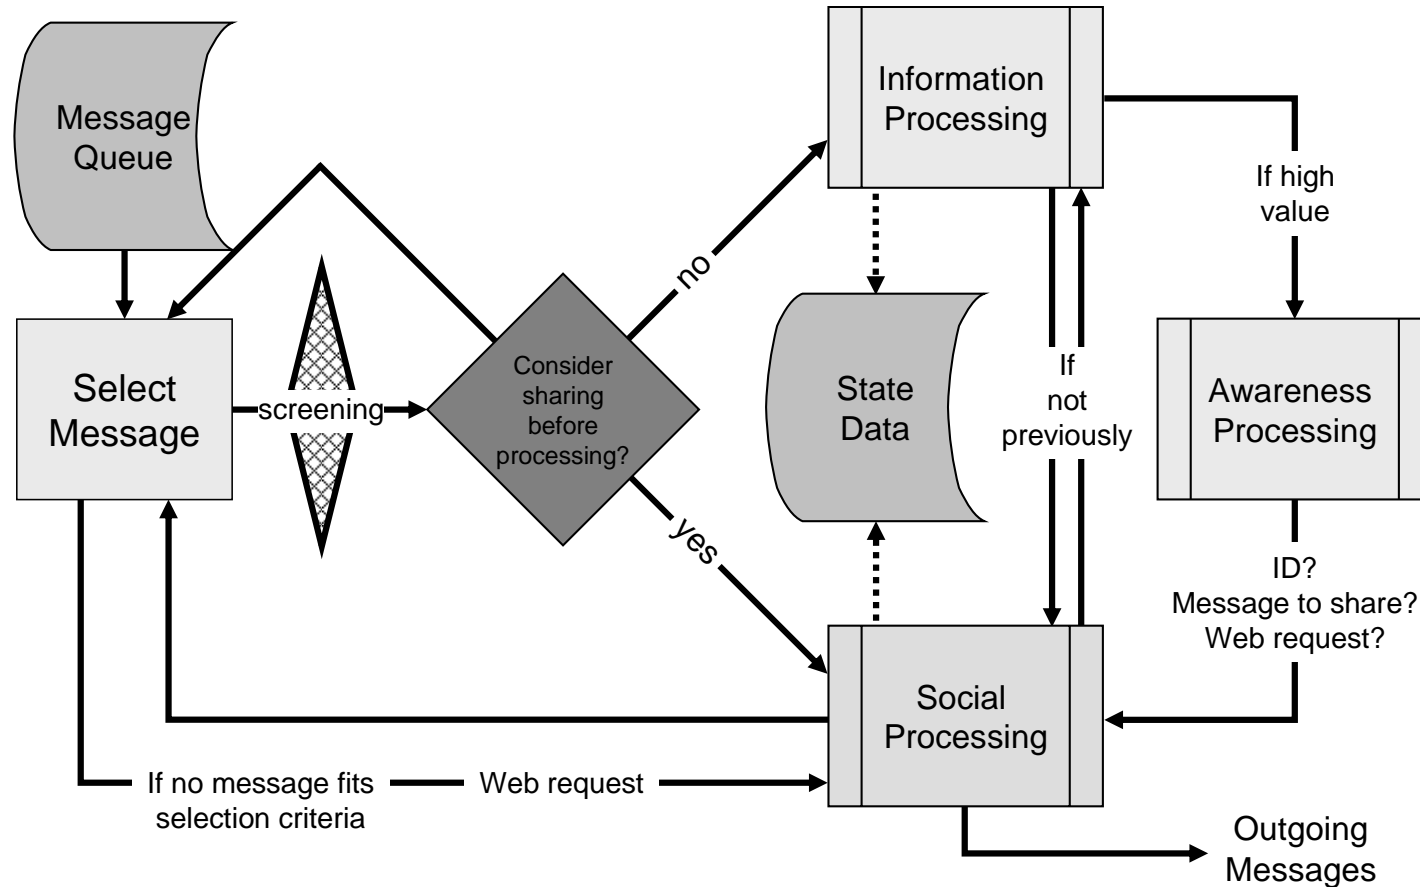 Message
Queue
Information
Processing
If high
value
no
Select
Message
screening
Consider
sharing
before
processing?
State
Data
If
not
previously
Awareness
Processing
yes
ID?
Message to share?
Web request?
Social
Processing
If no message fits
selection criteria
Web request
Outgoing
Messages